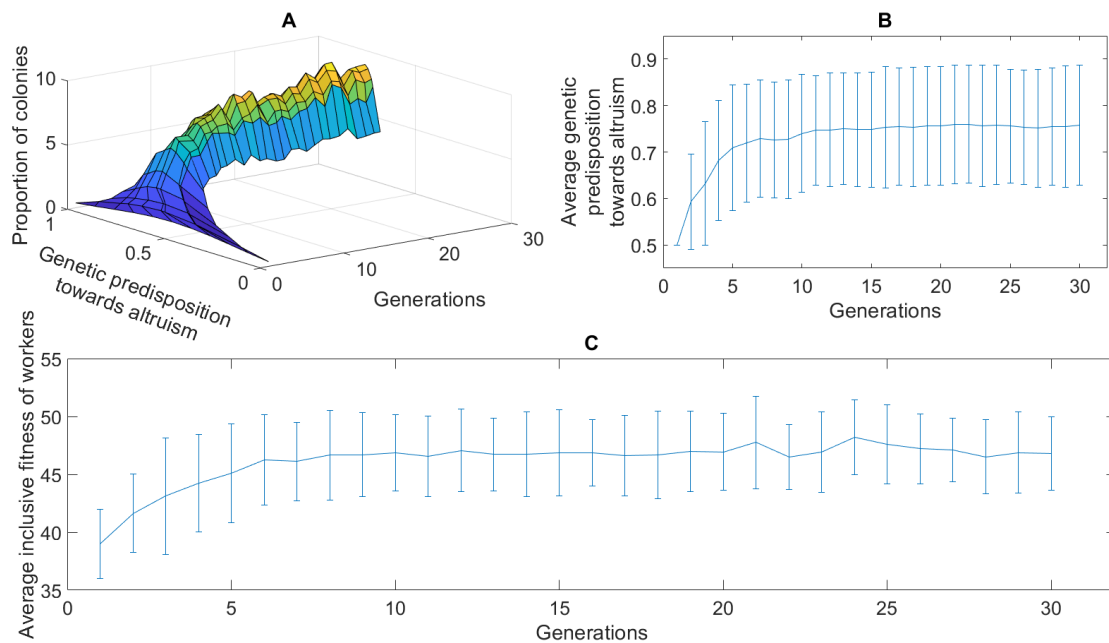 A
Proportion of colonies
10
5
0
1
0.5
0
Genetic predisposition
towards altruism
0
10
20
30
Generations
B
Average genetic
predisposition
towards altruism
0.9
0.8
0.7
0.6
0.5
0 5 10 15 20 25 30
Generations
C
Average inclusive fitness of workers
55
50
45
40
35
0 5 10 15 20 25 30
Generations